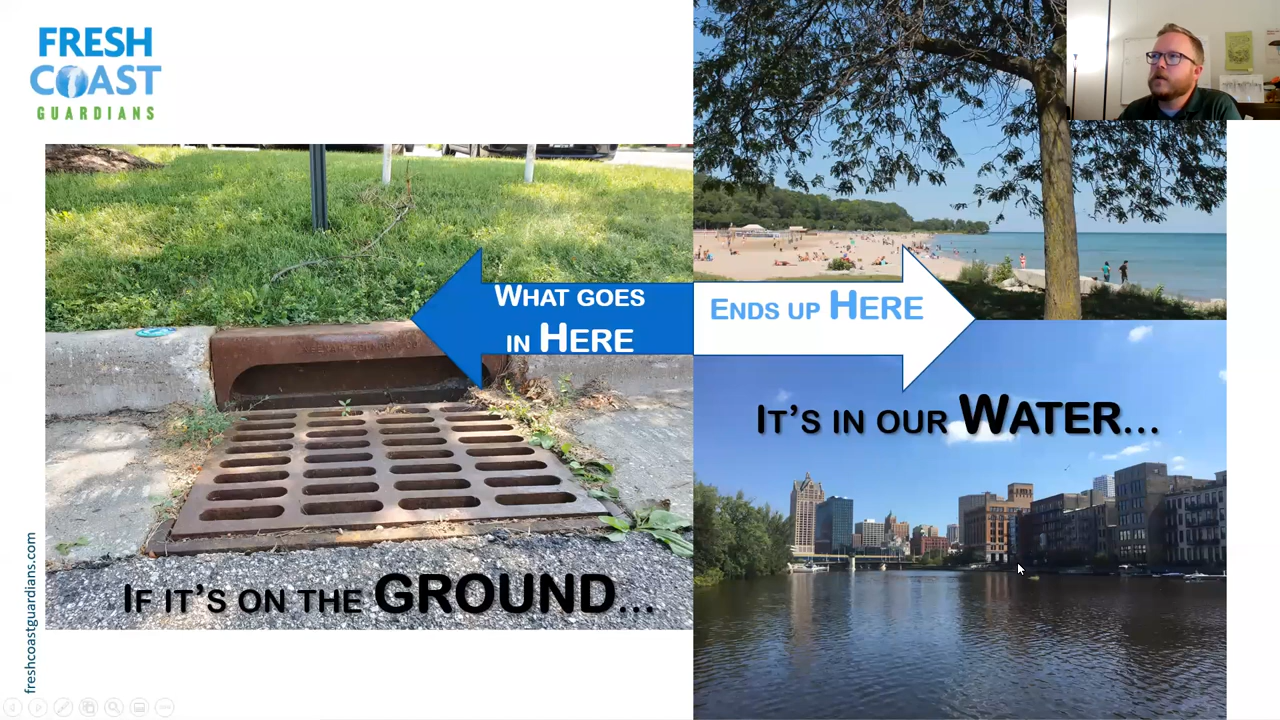 FRESH
COAST
GUARDIANS
WHAT GOES
IN HERE
ENDS UP HERE
IT'S IN OUR WATER...
IF IT'S ON THE GROUND...
freshcoastguardians.com